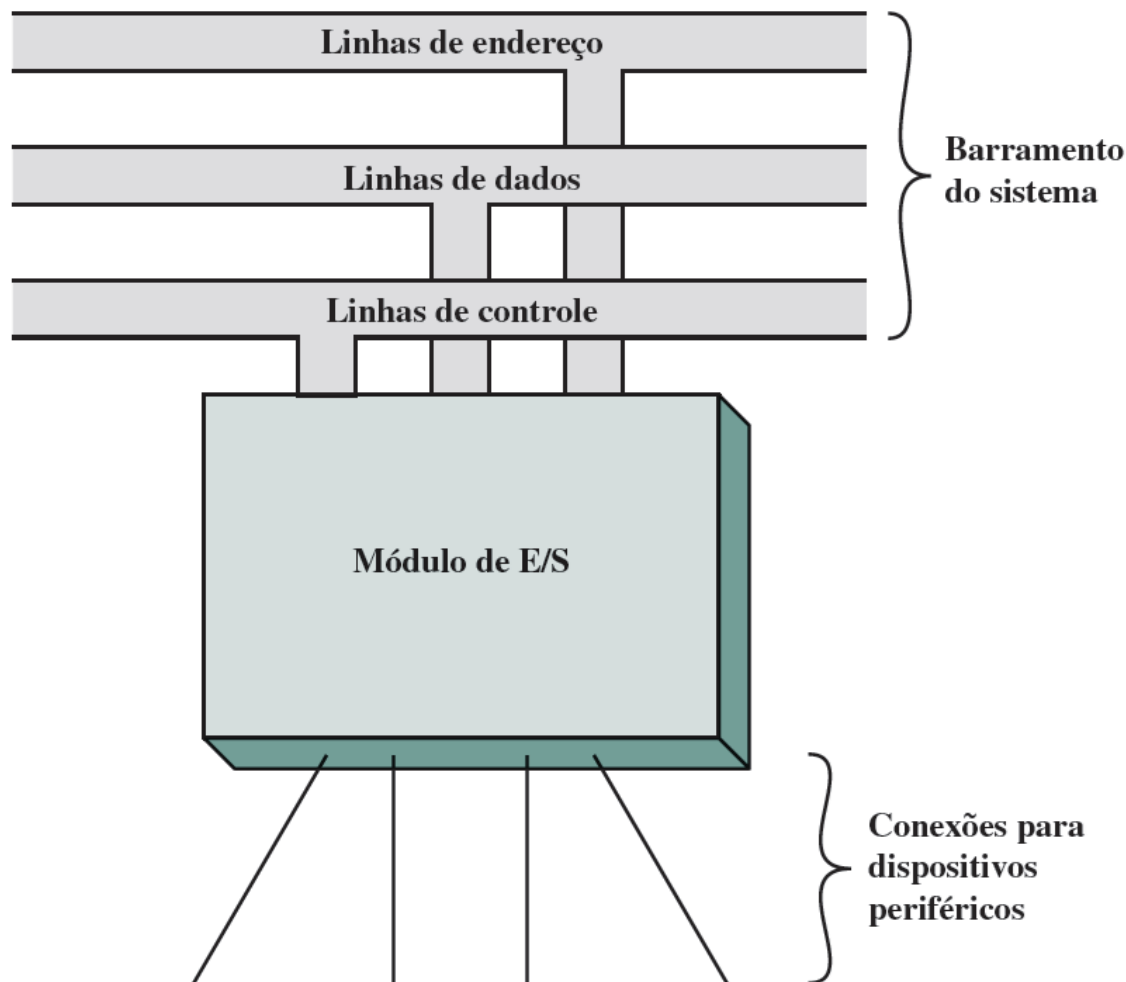 Linhas de endereço
Linhas de dados
Linhas de controle
Barramento
do sistema
Módulo de E/S
Conexões para
dispositivos
periféricos